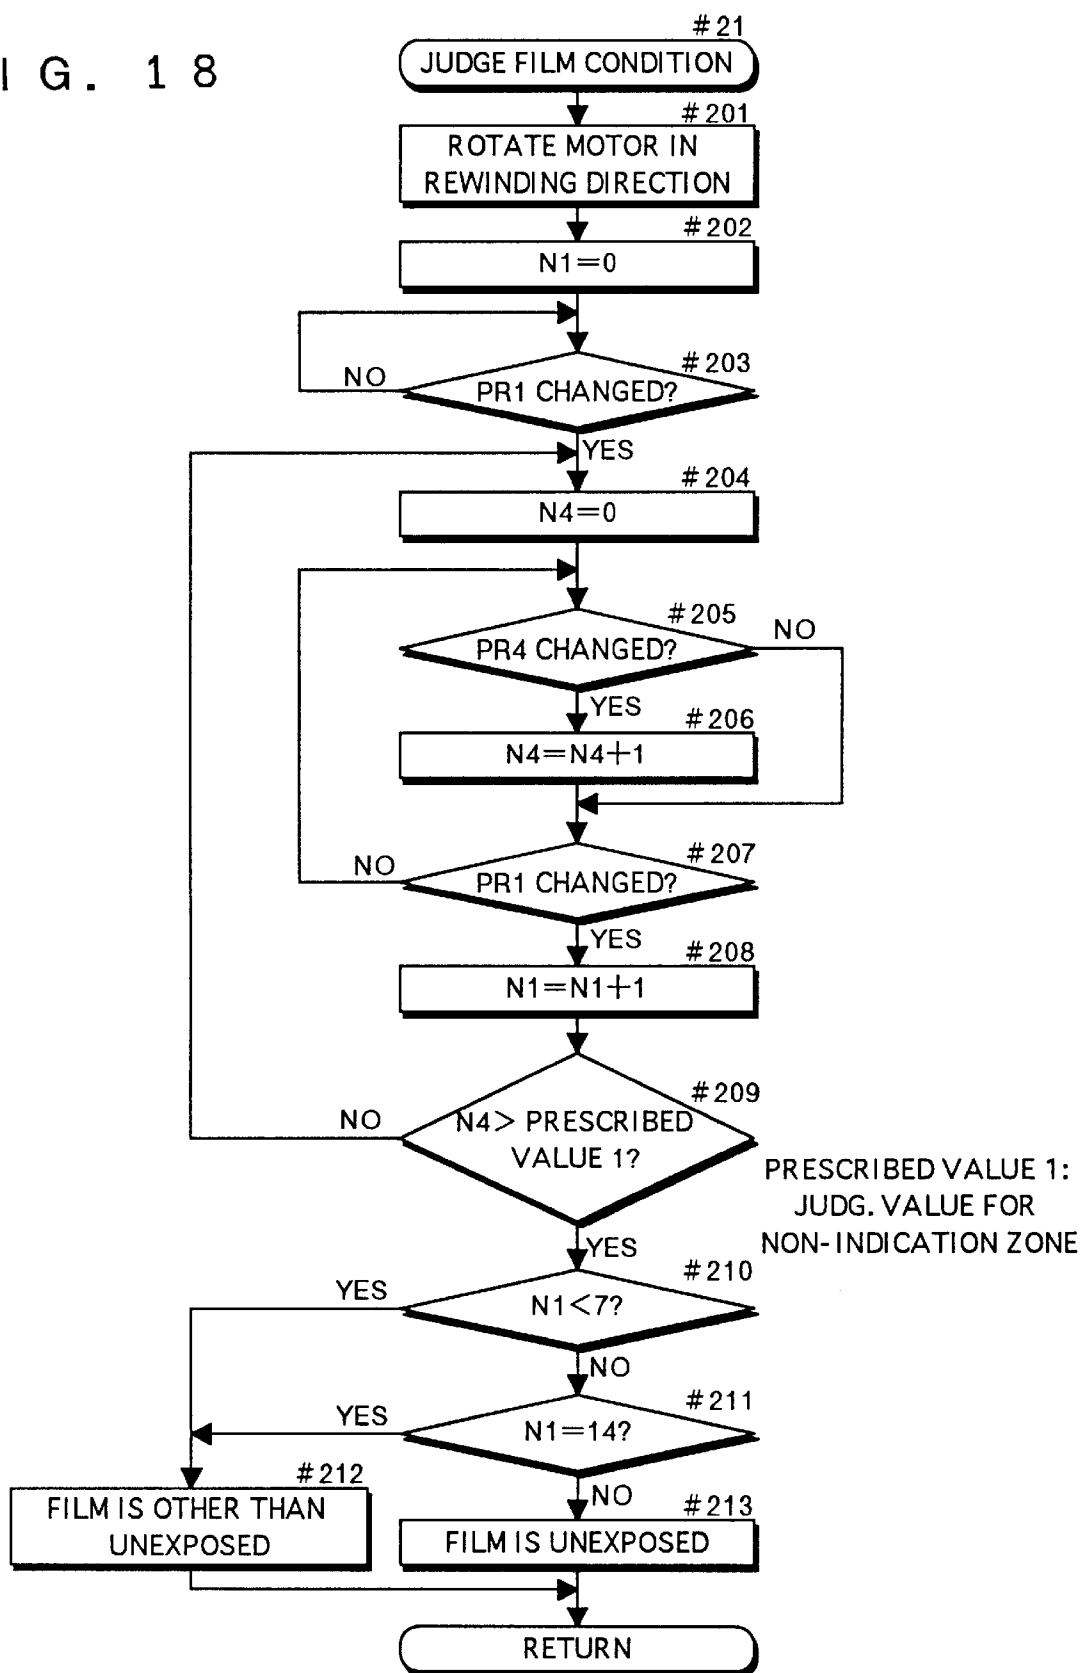 I G. 18
#21
JUDGE FILM CONDITION
#201
ROTATE MOTOR IN
REWINDING DIRECTION
#202
N1=0
#203
NO
PR1 CHANGED?
YES
#204
N4=0
#205
NO
PR4 CHANGED?
YES
#206
N4=N4+1
#207
NO
PR1 CHANGED?
YES
#208
N1=N1+1
#209
NO
N4> PRESCRIBED
VALUE 1?
PRESCRIBED VALUE 1:
JUDG. VALUE FOR
NON-INDICATION ZONE
YES
#210
YES
N1<7?
NO
#211
YES
N1=14?
#212
NO
FILM IS OTHER THAN
UNEXPOSED
#213
FILM IS UNEXPOSED
RETURN